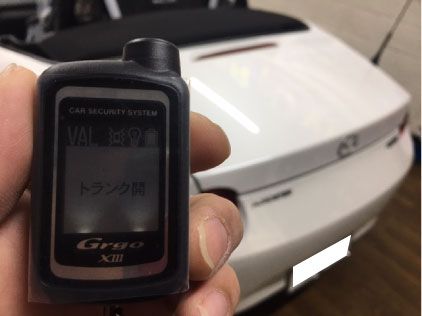 CAR SECURITY SYSTEM
VAL
トランク開
Grgo
XIII